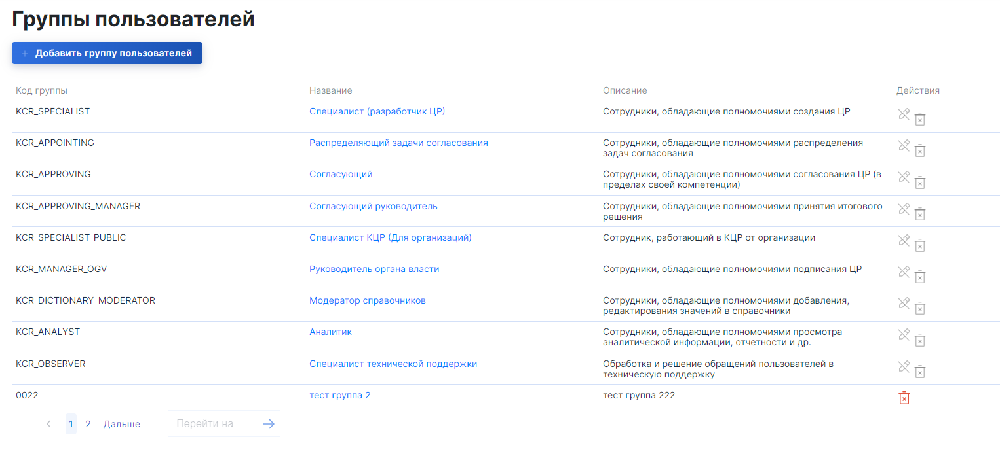 Группы пользователей
+ Добавить группу пользователей
Код группы Название Описание Действия
KCR_SPECIALIST Специалист (разработчик ЦР) Сотрудники, обладающие полномочиями создания ЦР
KCR_APPOINTING Распределяющий задачи согласования Сотрудники, обладающие полномочиями распределения
задач согласования
KCR_APPROVING Согласующий Сотрудники, обладающие полномочиями согласования ЦР (в
пределах своей компетенции)
KCR_APPROVING_MANAGER Согласующий руководитель Сотрудники, обладающие полномочиями принятия итогового
решения
KCR_SPECIALIST_PUBLIC Специалист КЦР (Для организаций) Сотрудник, работающий в КЦР от организации
KCR_MANAGER_OGV Руководитель органа власти Сотрудники, обладающие полномочиями подписания ЦР
KCR_DICTIONARY_MODERATOR Модератор справочников Сотрудники, обладающие полномочиями добавления,
редактирования значений в справочники
KCR_ANALYST Аналитик Сотрудники, обладающие полномочиями просмотра
аналитической информации, отчетности и др.
KCR_OBSERVER Специалист технической поддержки Обработка и решение обращений пользователей в
техническую поддержку
0022 тест группа 2 тест группа 222
1 2 Дальше Перейти на